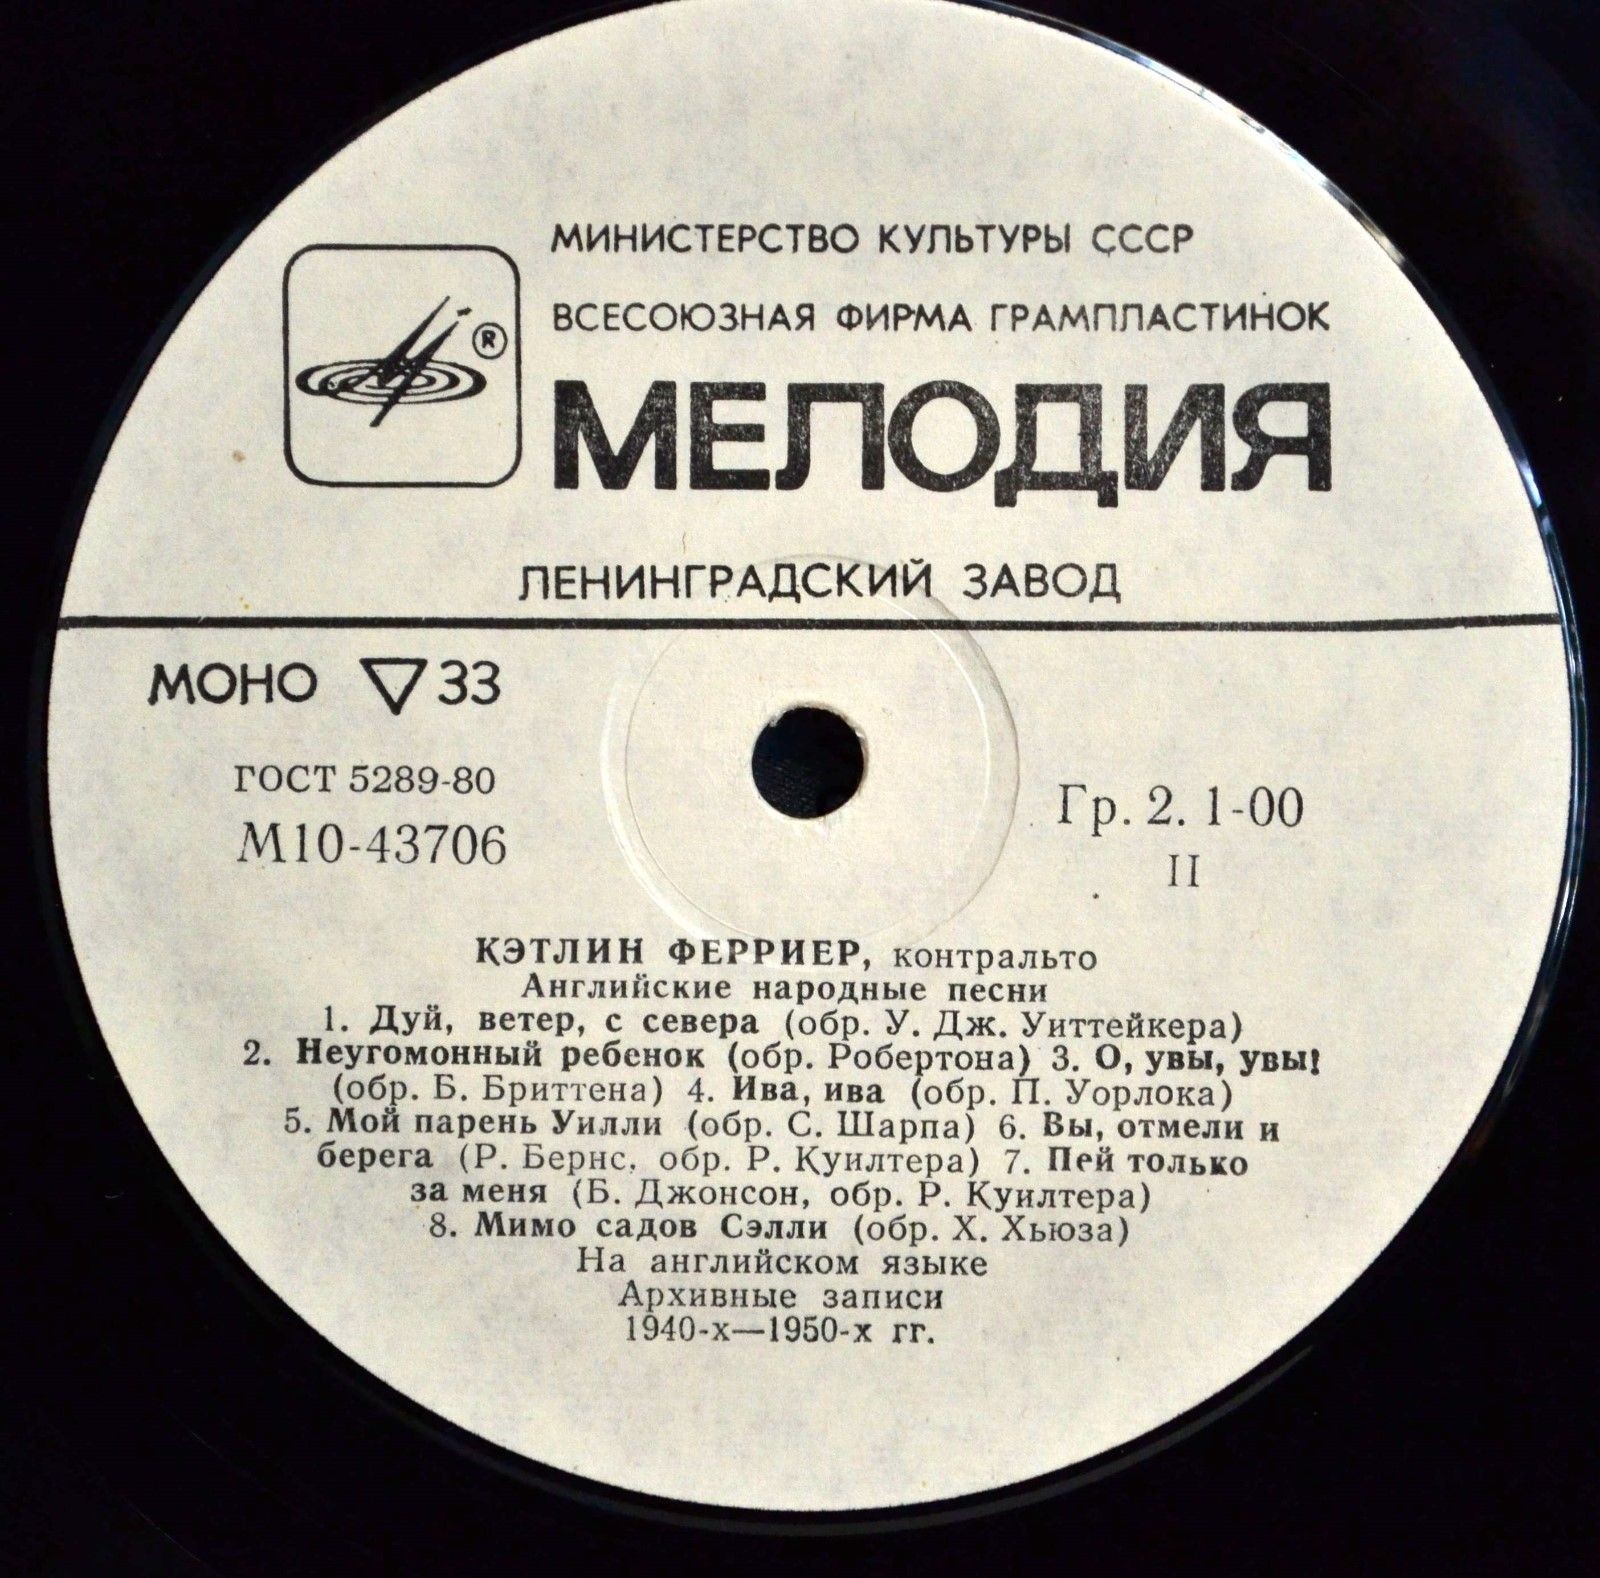 МИНИСТЕРСТВО КУЛЬТУРЫ СССР
ВСЕСОЮЗНАЯ ФИРМА ГРАМПЛАСТИНОК
®
МЕЛОДИЯ
ЛЕНИНГРАДСКИЙ ЗАВОД
МОНО ▽ 33
ГОСТ 5289-80
М10-43706
Гр. 2. 1-00
II
КЭТЛИН ФЕРРИЕР, контральто
Английские народные песни
1. Дуй, ветер, с севера (обр. У. Дж. Уиттейкера)
2. Неугомонный ребенок (обр. Робертона) 3. О, увы, увы!
(обр. Б. Бриттена) 4. Ива, ива (обр. П. Уорлока)
5. Мой парень Уилли (обр. С. Шарпа) 6. Вы, отмели и
берега (Р. Бернс, обр. Р. Куилтера) 7. Пей только
за меня (Б. Джонсон, обр. Р. Куилтера)
8. Мимо садов Сэлли (обр. Х. Хьюза)
На английском языке
Архивные записи
1940-х—1950-х гг.